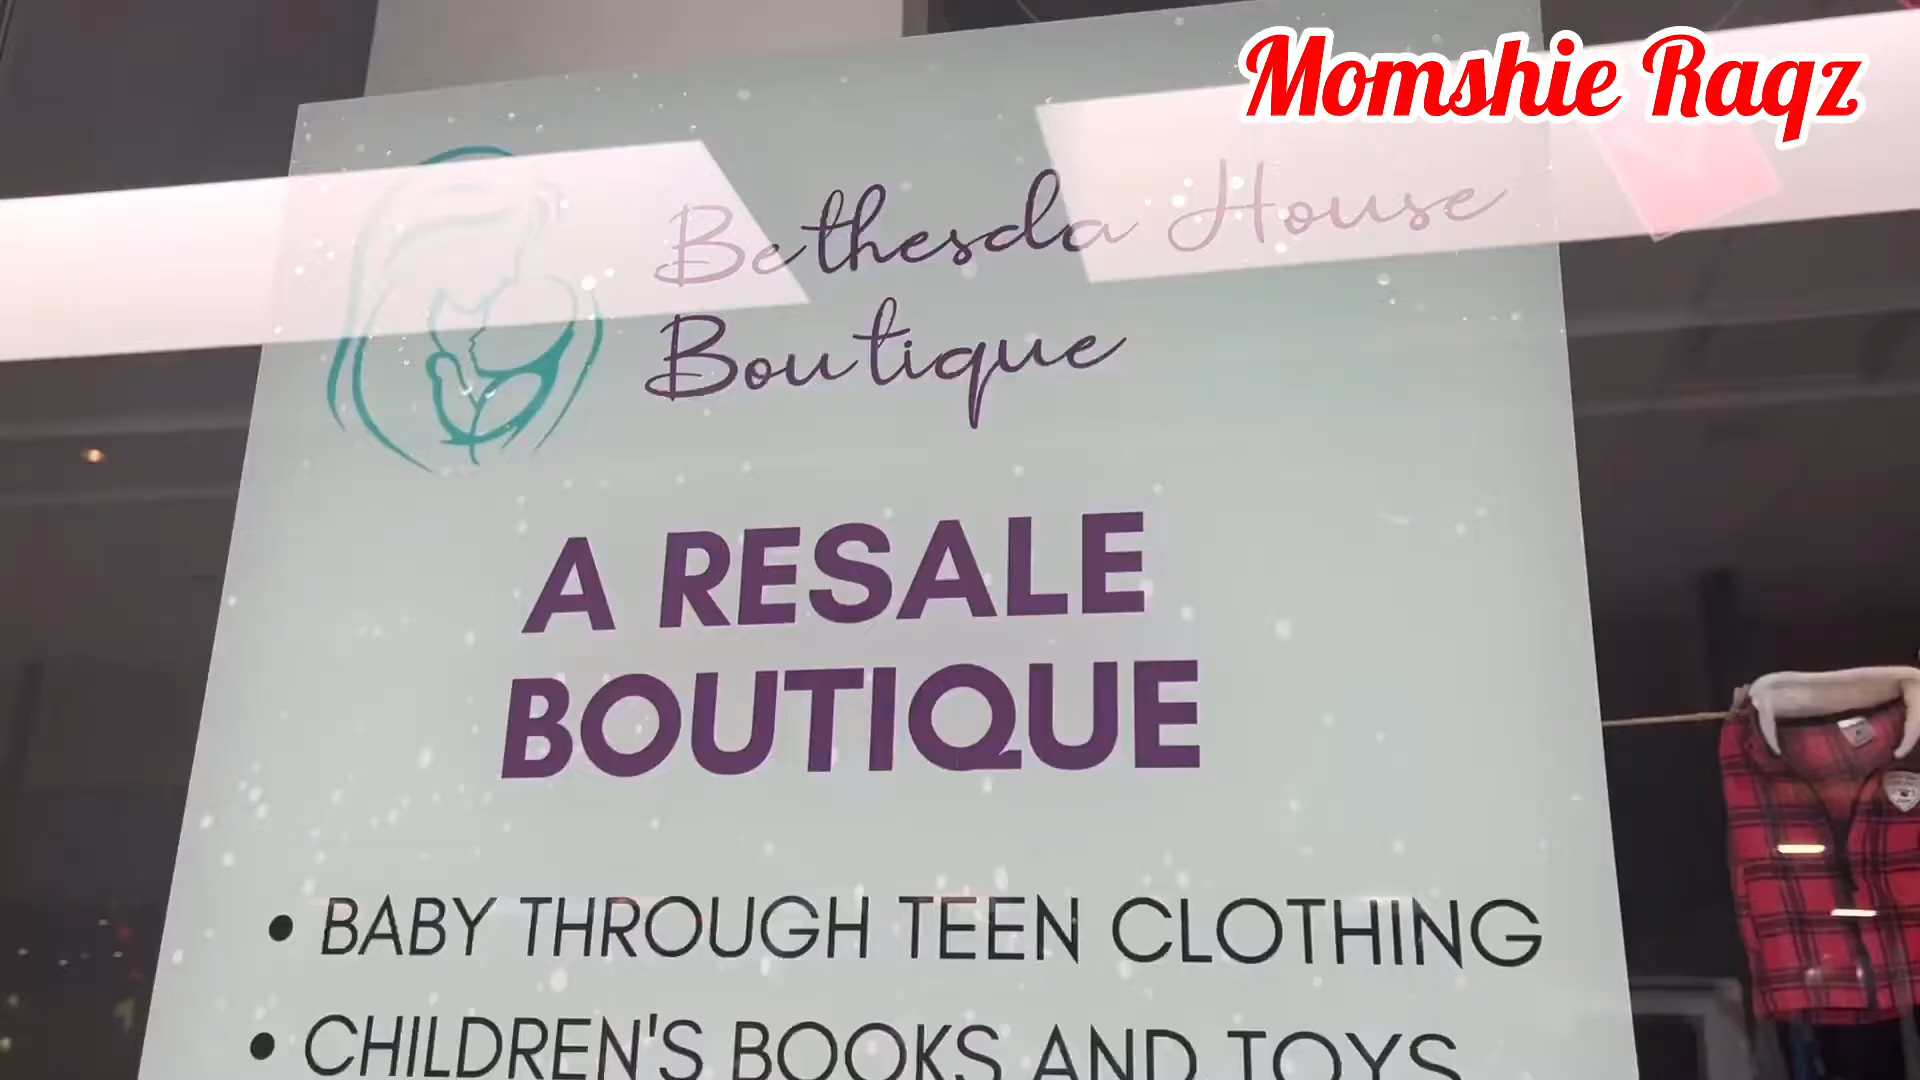 Momshie Raqz
Bethesda House
Boutique
A RESALE
BOUTIQUE
• BABY THROUGH TEEN CLOTHING
• CHILDREN'S BOOKS AND TOYS